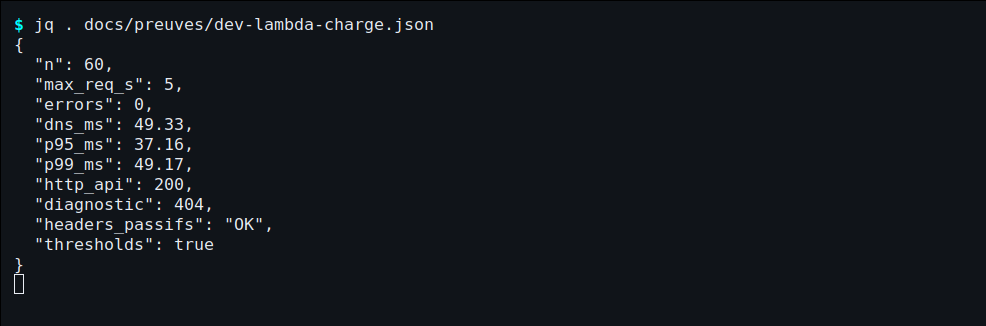 $ jq . docs/preuves/dev-lambda-charge.json
{
  "n": 60,
  "max_req_s": 5,
  "errors": 0,
  "dns_ms": 49.33,
  "p95_ms": 37.16,
  "p99_ms": 49.17,
  "http_api": 200,
  "diagnostic": 404,
  "headers_passifs": "OK",
  "thresholds": true
}